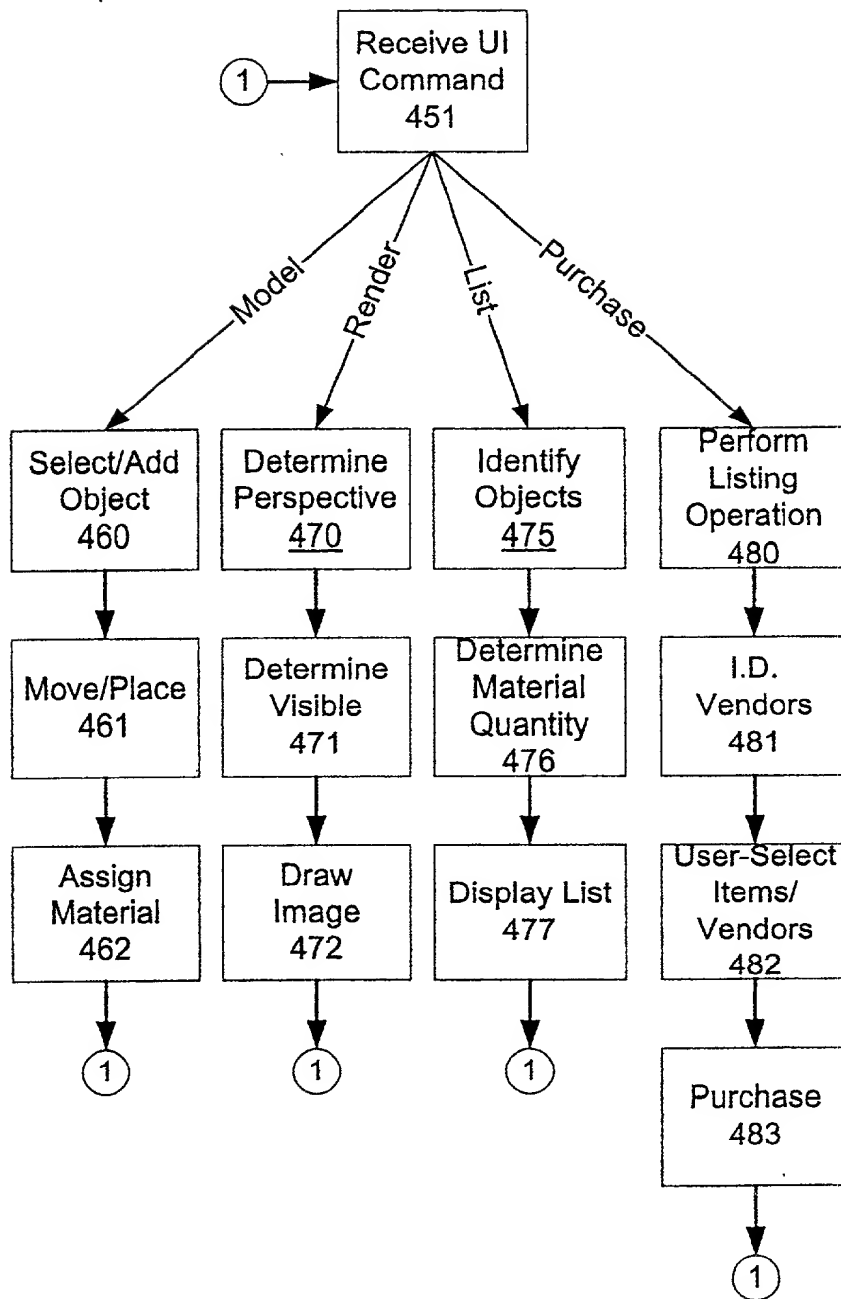 Receive UI
Command
451
1
Model
Render
List
Purchase
Select/Add
Object
460
Determine
Perspective
470
Identify
Objects
475
Perform
Listing
Operation
480
Move/Place
461
Determine
Visible
471
Determine
Material
Quantity
476
I.D.
Vendors
481
Assign
Material
462
Draw
Image
472
Display List
477
User-Select
Items/
Vendors
482
1
1
1
Purchase
483
1